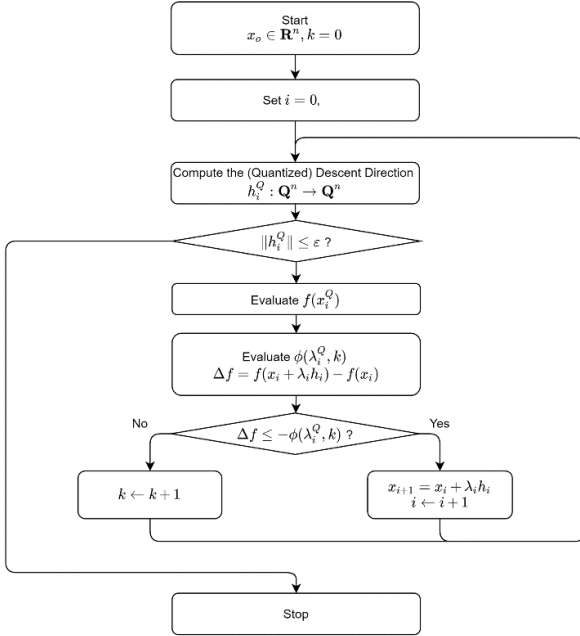 Start
$x_o \in \mathbf{R}^n, k = 0$
Set $i = 0,$
Compute the (Quantized) Descent Direction
$h_i^Q : \mathbf{Q}^n \to \mathbf{Q}^n$
$\|h_i^Q\| \leq \varepsilon$ ?
Evaluate $f(x_i^Q)$
Evaluate $\phi(\lambda_i^Q, k)$
$\Delta f = f(x_i + \lambda_i h_i) - f(x_i)$
No
Yes
$\Delta f \leq -\phi(\lambda_i^Q, k)$ ?
$k \leftarrow k + 1$
$x_{i+1} = x_i + \lambda_i h_i$
$i \leftarrow i + 1$
Stop